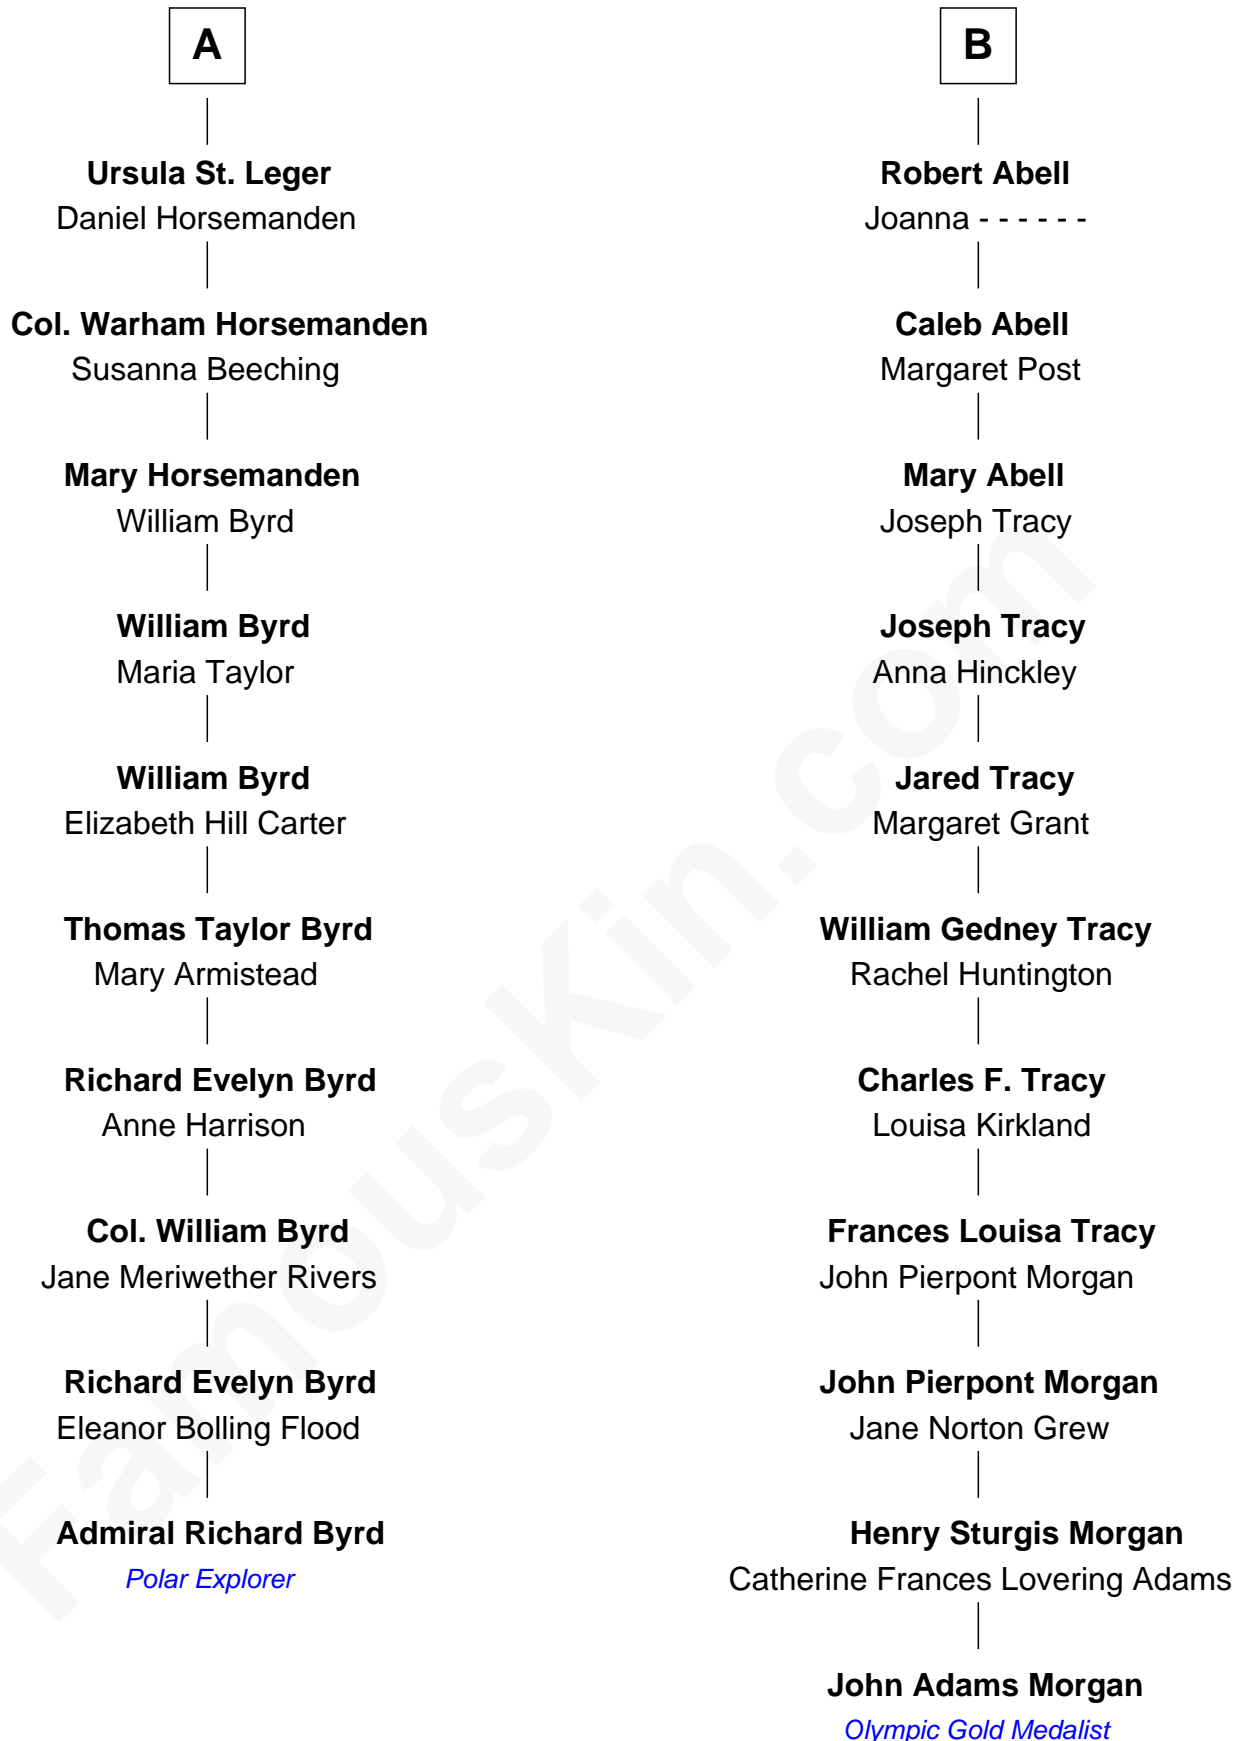 A
Ursula St. Leger
Daniel Horsemanden
Col. Warham Horsemanden
Susanna Beeching
Mary Horsemanden
William Byrd
William Byrd
Maria Taylor
William Byrd
Elizabeth Hill Carter
Thomas Taylor Byrd
Mary Armistead
Richard Evelyn Byrd
Anne Harrison
Col. William Byrd
Jane Meriwether Rivers
Richard Evelyn Byrd
Eleanor Bolling Flood
Admiral Richard Byrd
Polar Explorer
B
Robert Abell
Joanna - - - - - -
Caleb Abell
Margaret Post
Mary Abell
Joseph Tracy
Joseph Tracy
Anna Hinckley
Jared Tracy
Margaret Grant
William Gedney Tracy
Rachel Huntington
Charles F. Tracy
Louisa Kirkland
Frances Louisa Tracy
John Pierpont Morgan
John Pierpont Morgan
Jane Norton Grew
Henry Sturgis Morgan
Catherine Frances Lovering Adams
John Adams Morgan
Olympic Gold Medalist
FamousKin.com